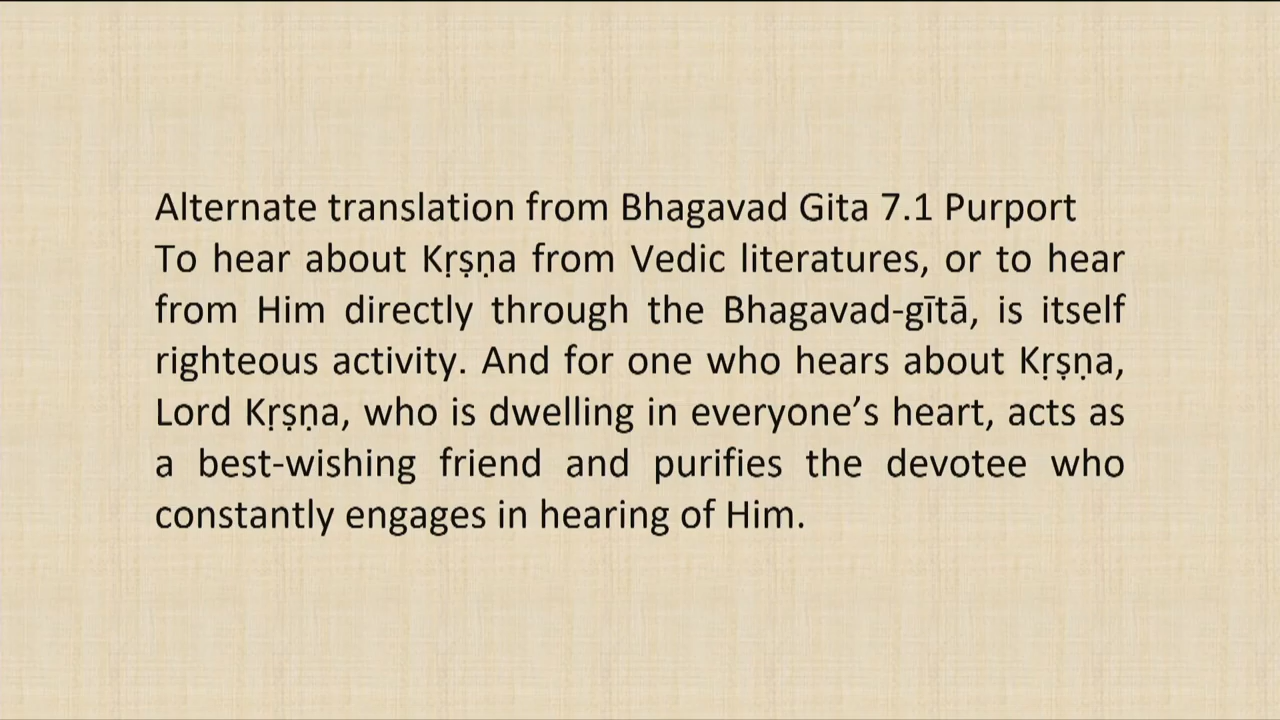 Alternate translation from Bhagavad Gita 7.1 Purport
To hear about Kṛṣṇa from Vedic literatures, or to hear
from Him directly through the Bhagavad-gītā, is itself
righteous activity. And for one who hears about Kṛṣṇa,
Lord Kṛṣṇa, who is dwelling in everyone’s heart, acts as
a best-wishing friend and purifies the devotee who
constantly engages in hearing of Him.